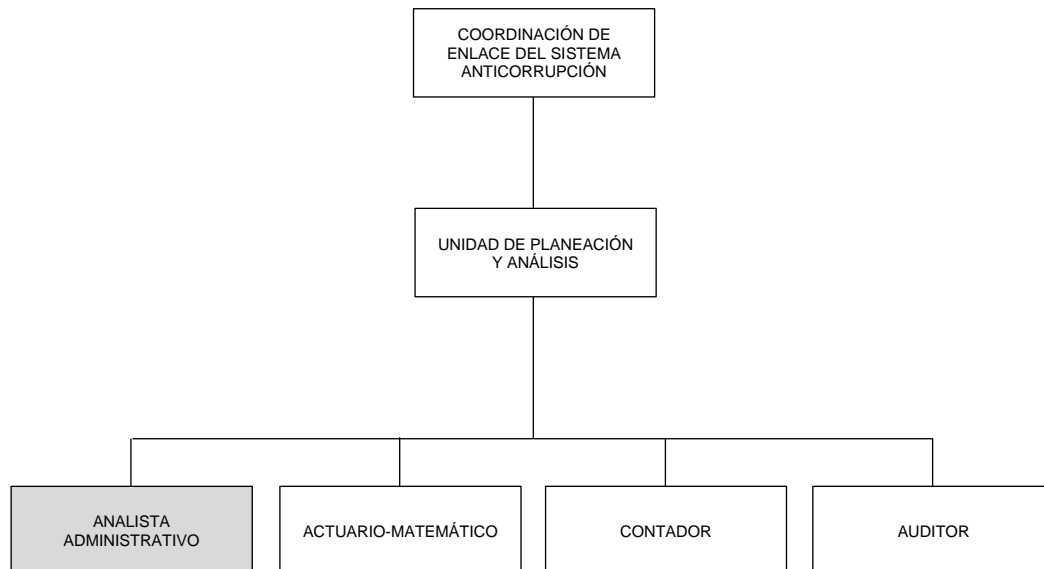 COORDINACIÓN DE
ENLACE DEL SISTEMA
ANTICORRUPCIÓN
UNIDAD DE PLANEACIÓN
Y ANÁLISIS
ANALISTA
ADMINISTRATIVO
ACTUARIO-MATEMÁTICO
CONTADOR
AUDITOR